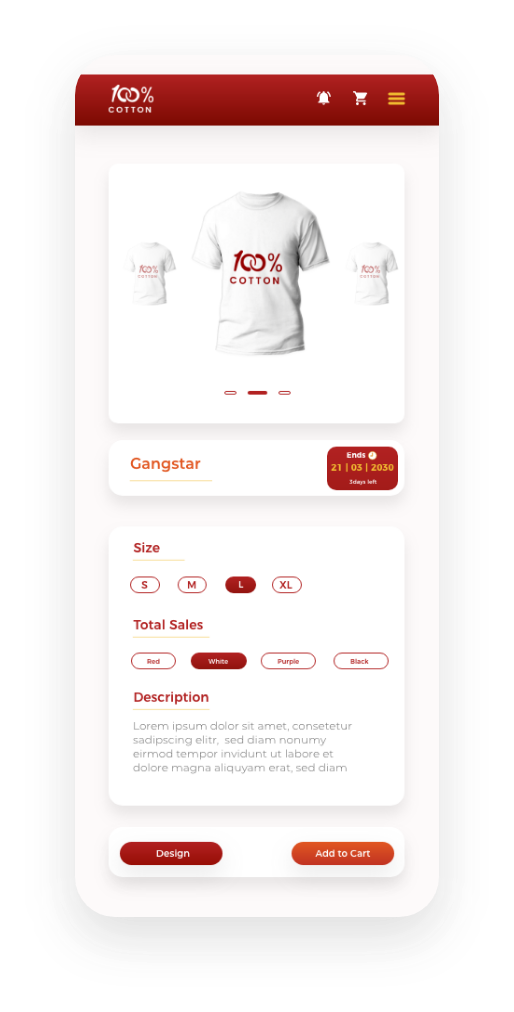 100%
COTTON
100%
COTTON
100%
COTTON
100%
COTTON
Gangstar
Ends
21 | 03 | 2030
3days left
Size
S M L XL
Total Sales
Red White Purple Black
Description
Lorem ipsum dolor sit amet, consetetur
sadipscing elitr,  sed diam nonumy
eirmod tempor invidunt ut labore et
dolore magna aliquyam erat, sed diam
Design Add to Cart